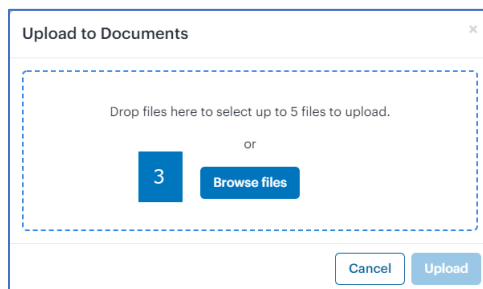 Upload to Documents ×
Drop files here to select up to 5 files to upload.
or
3 Browse files
Cancel Upload